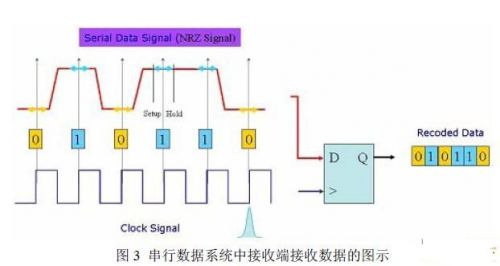 Serial Data Signal (NRZ Signal)
Setup Hold
0 1 0 1 1 0
D Q
>
Recoded Data
0 1 0 1 1 0
Clock Signal
图 3 串行数据系统中接收端接收数据的图示